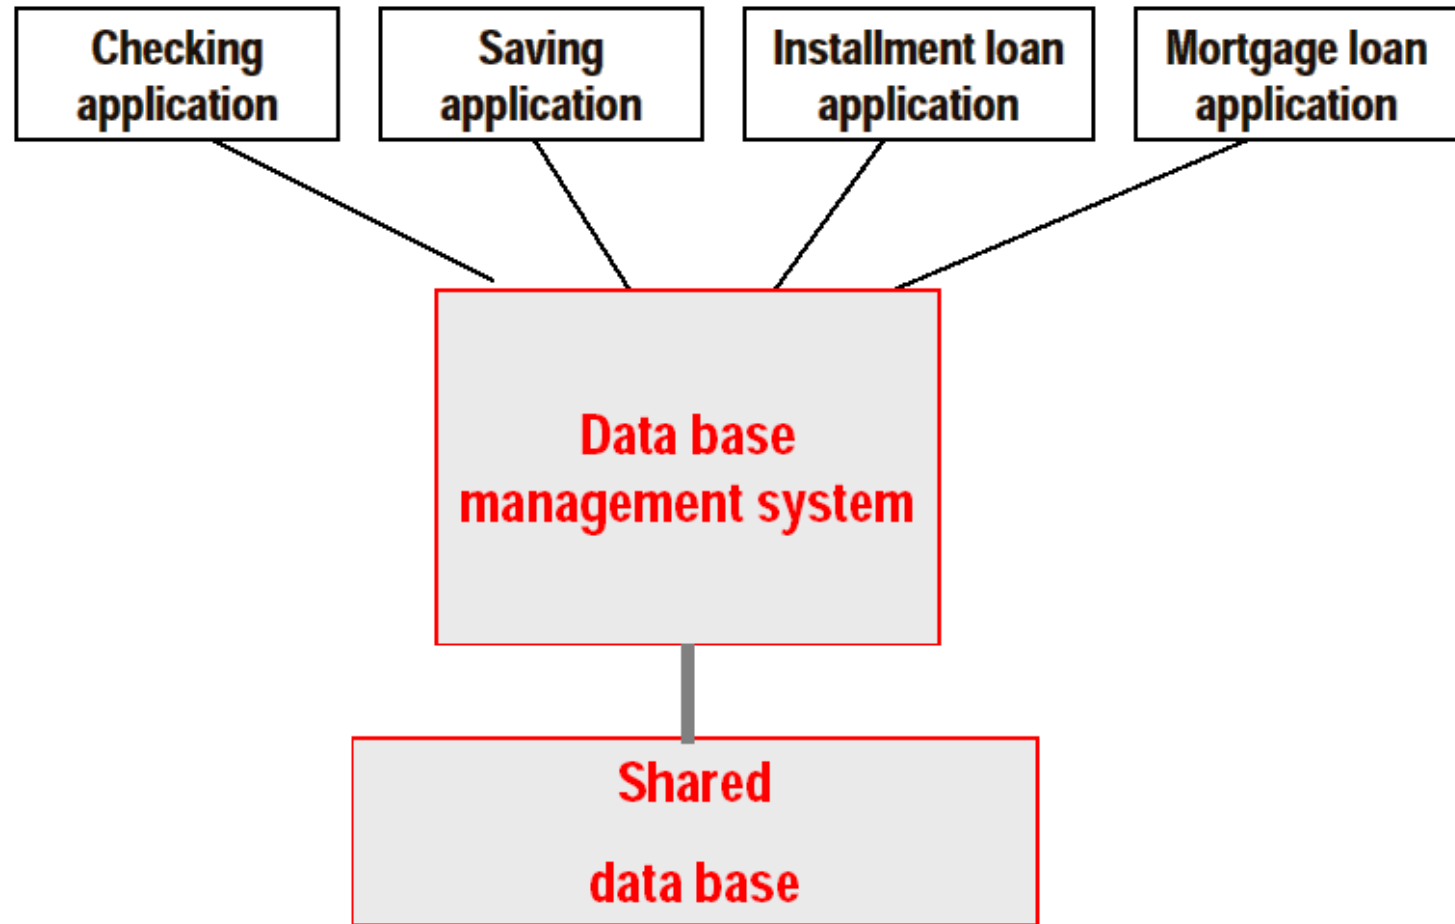 Checking
application
Saving
application
Installment loan
application
Mortgage loan
application
Data base
management system
Shared
data base